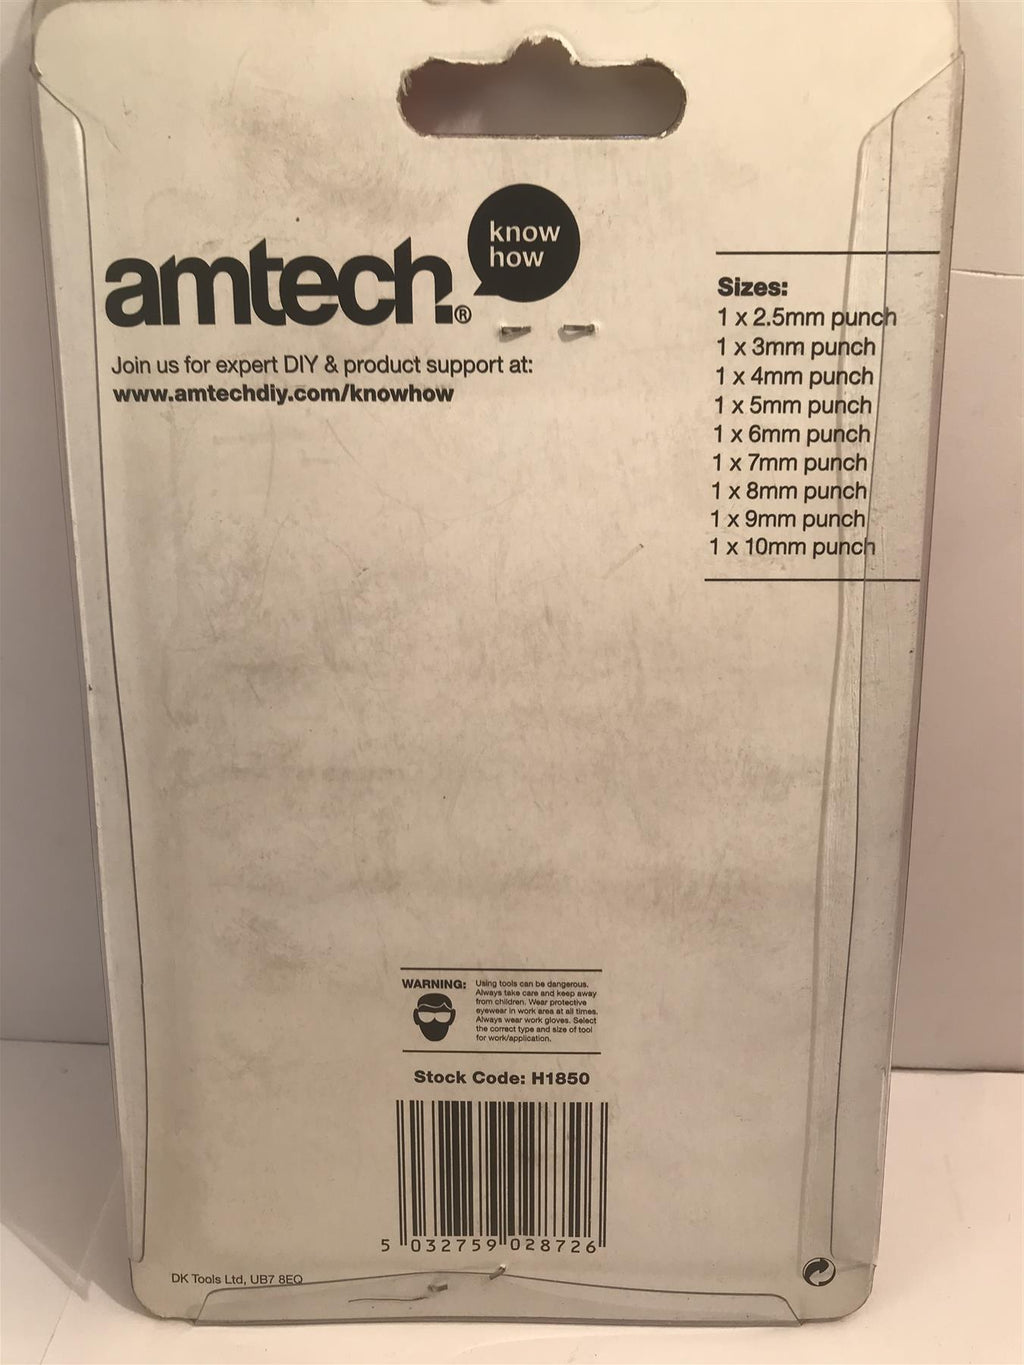 know
how
amtech®
Join us for expert DIY & product support at:
www.amtechdiy.com/knowhow
Sizes:
1 x 2.5mm punch
1 x 3mm punch
1 x 4mm punch
1 x 5mm punch
1 x 6mm punch
1 x 7mm punch
1 x 8mm punch
1 x 9mm punch
1 x 10mm punch
WARNING:
Using tools can be dangerous.
Always take care and keep away
from children. Wear protective
eyewear in work area at all times.
Always wear work gloves. Select
the correct type and size of tool
for work/application.
Stock Code: H1850
5 032759 028726
DK Tools Ltd, UB7 8EQ